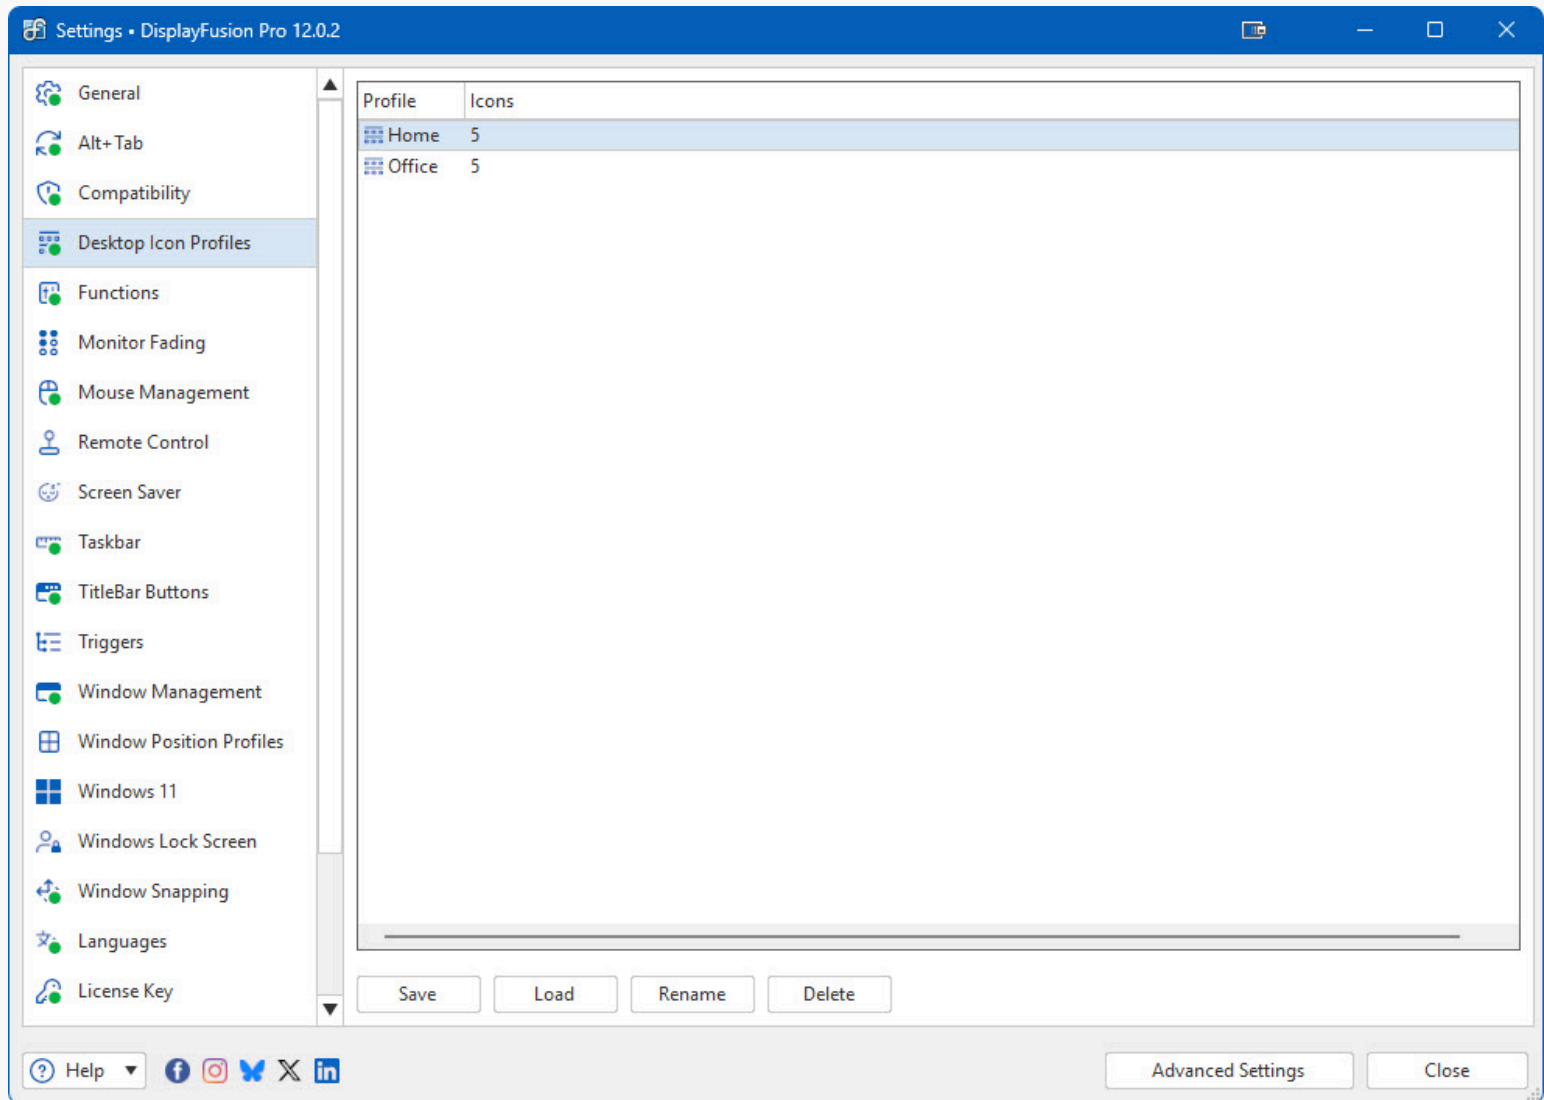 Settings • DisplayFusion Pro 12.0.2
General
Alt+Tab
Compatibility
Desktop Icon Profiles
Functions
Monitor Fading
Mouse Management
Remote Control
Screen Saver
Taskbar
TitleBar Buttons
Triggers
Window Management
Window Position Profiles
Windows 11
Windows Lock Screen
Window Snapping
Languages
License Key
Profile Icons
Home 5
Office 5
Save Load Rename Delete
Help
Advanced Settings Close